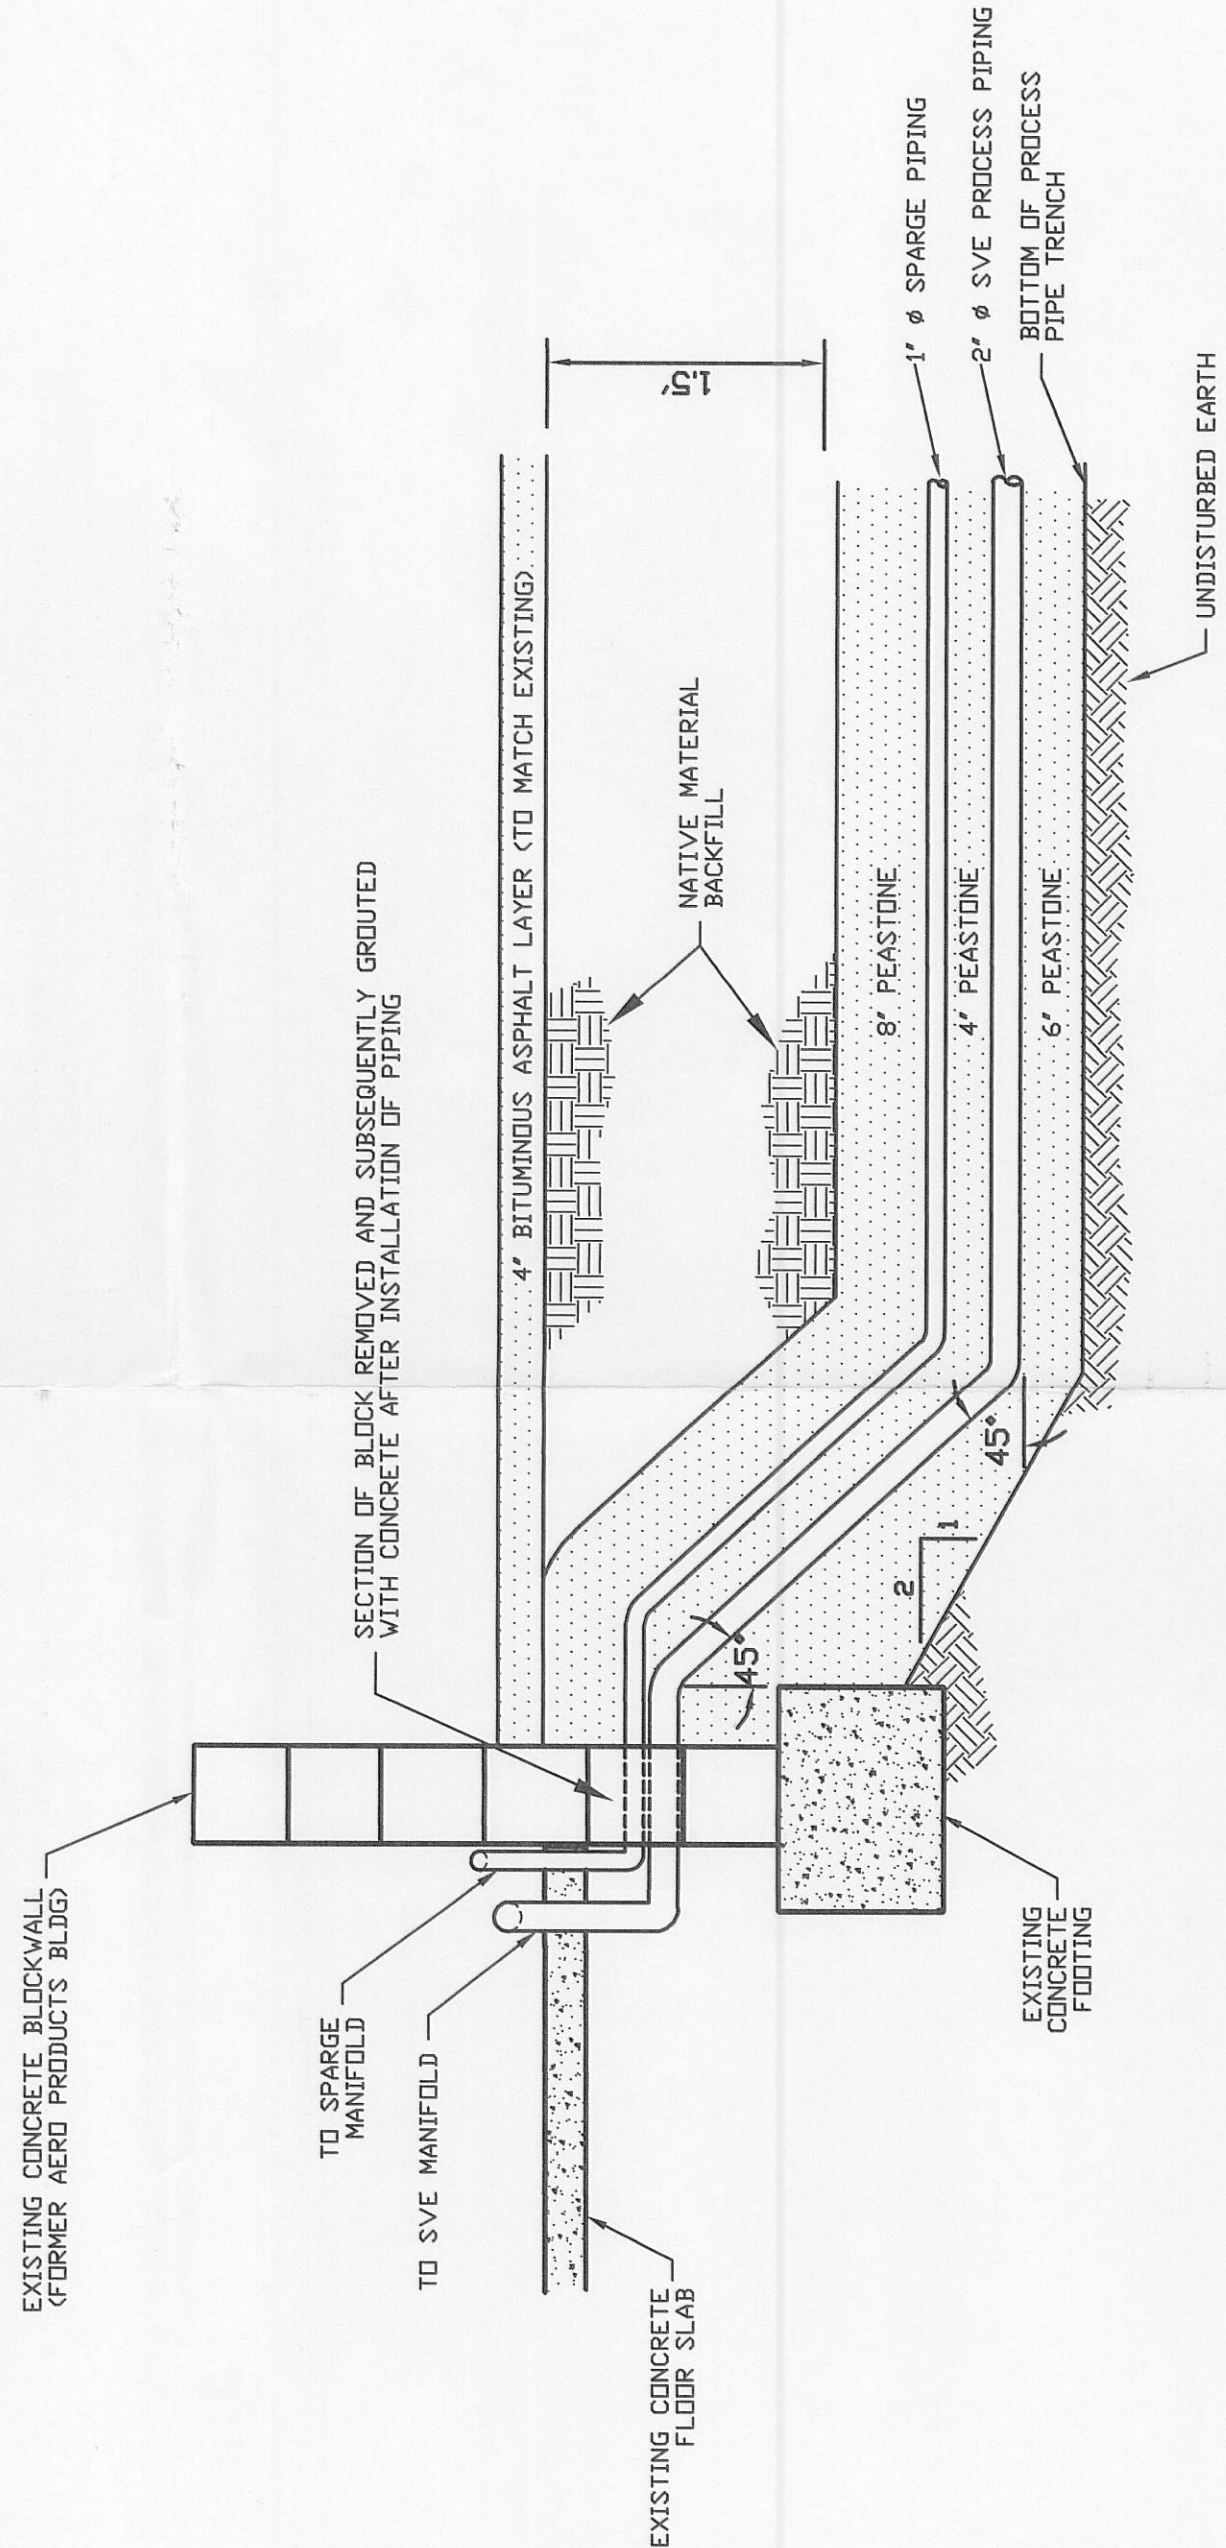 EXISTING CONCRETE BLOCKWALL
(FORMER AERO PRODUCTS BLDG)
SECTION OF BLOCK REMOVED AND SUBSEQUENTLY GROUTED
WITH CONCRETE AFTER INSTALLATION OF PIPING
TO SPARGE
MANIFOLD
TO SVE MANIFOLD
4" BITUMINOUS ASPHALT LAYER (TO MATCH EXISTING)
1.5'
EXISTING CONCRETE
FLOOR SLAB
NATIVE MATERIAL
BACKFILL
45°
8" PEASTONE
1" ø SPARGE PIPING
2
1
4" PEASTONE
2" ø SVE PROCESS PIPING
45°
6" PEASTONE
BOTTOM OF PROCESS
PIPE TRENCH
EXISTING
CONCRETE
FOOTING
UNDISTURBED EARTH